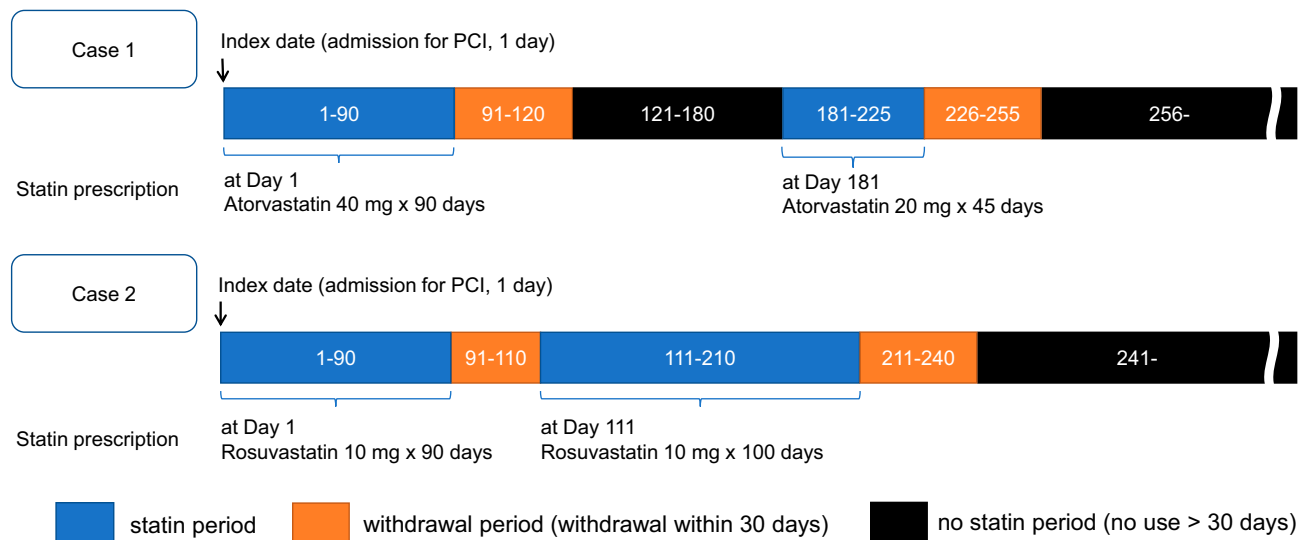 Case 1
Index date (admission for PCI, 1 day)
1-90 91-120 121-180 181-225 226-255 256-
Statin prescription
at Day 1
Atorvastatin 40 mg x 90 days
at Day 181
Atorvastatin 20 mg x 45 days
Case 2
Index date (admission for PCI, 1 day)
1-90 91-110 111-210 211-240 241-
Statin prescription
at Day 1
Rosuvastatin 10 mg x 90 days
at Day 111
Rosuvastatin 10 mg x 100 days
statin period
withdrawal period (withdrawal within 30 days)
no statin period (no use > 30 days)